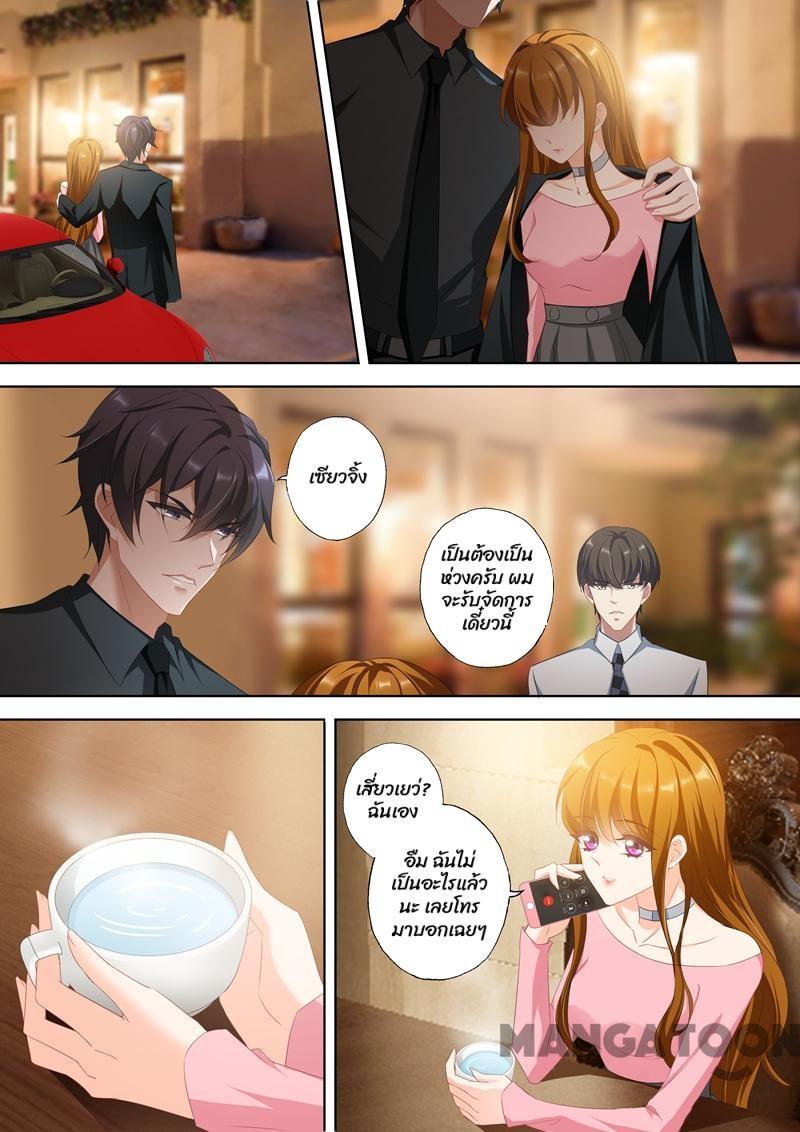 เซียวจิ้ง
เป็นต้องเป็น
ห่วงครับ ผม
จะรับจัดการ
เดี๋ยวนี้
เสี่ยวเยว่?
ฉันเอง
อืม ฉันไม่
เป็นอะไรแล้ว
นะ เลยโทร
มาบอกเฉยๆ
MANGATOON